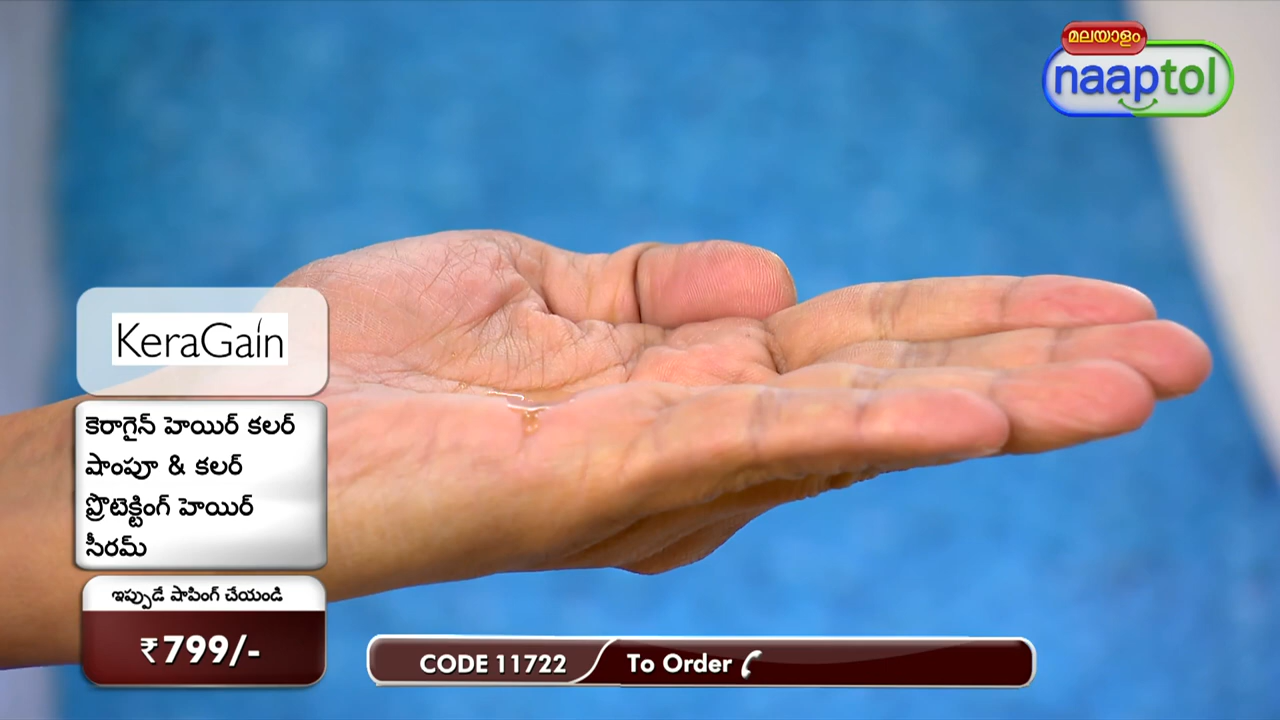 മലയാളം
naaptol
KeraGain
కెరాగైన్ హెయిర్ కలర్
షాంపూ & కలర్
ప్రొటెక్టింగ్ హెయిర్
సీరమ్
ఇప్పుడే షాపింగ్ చేయండి
₹799/-
CODE 11722 To Order